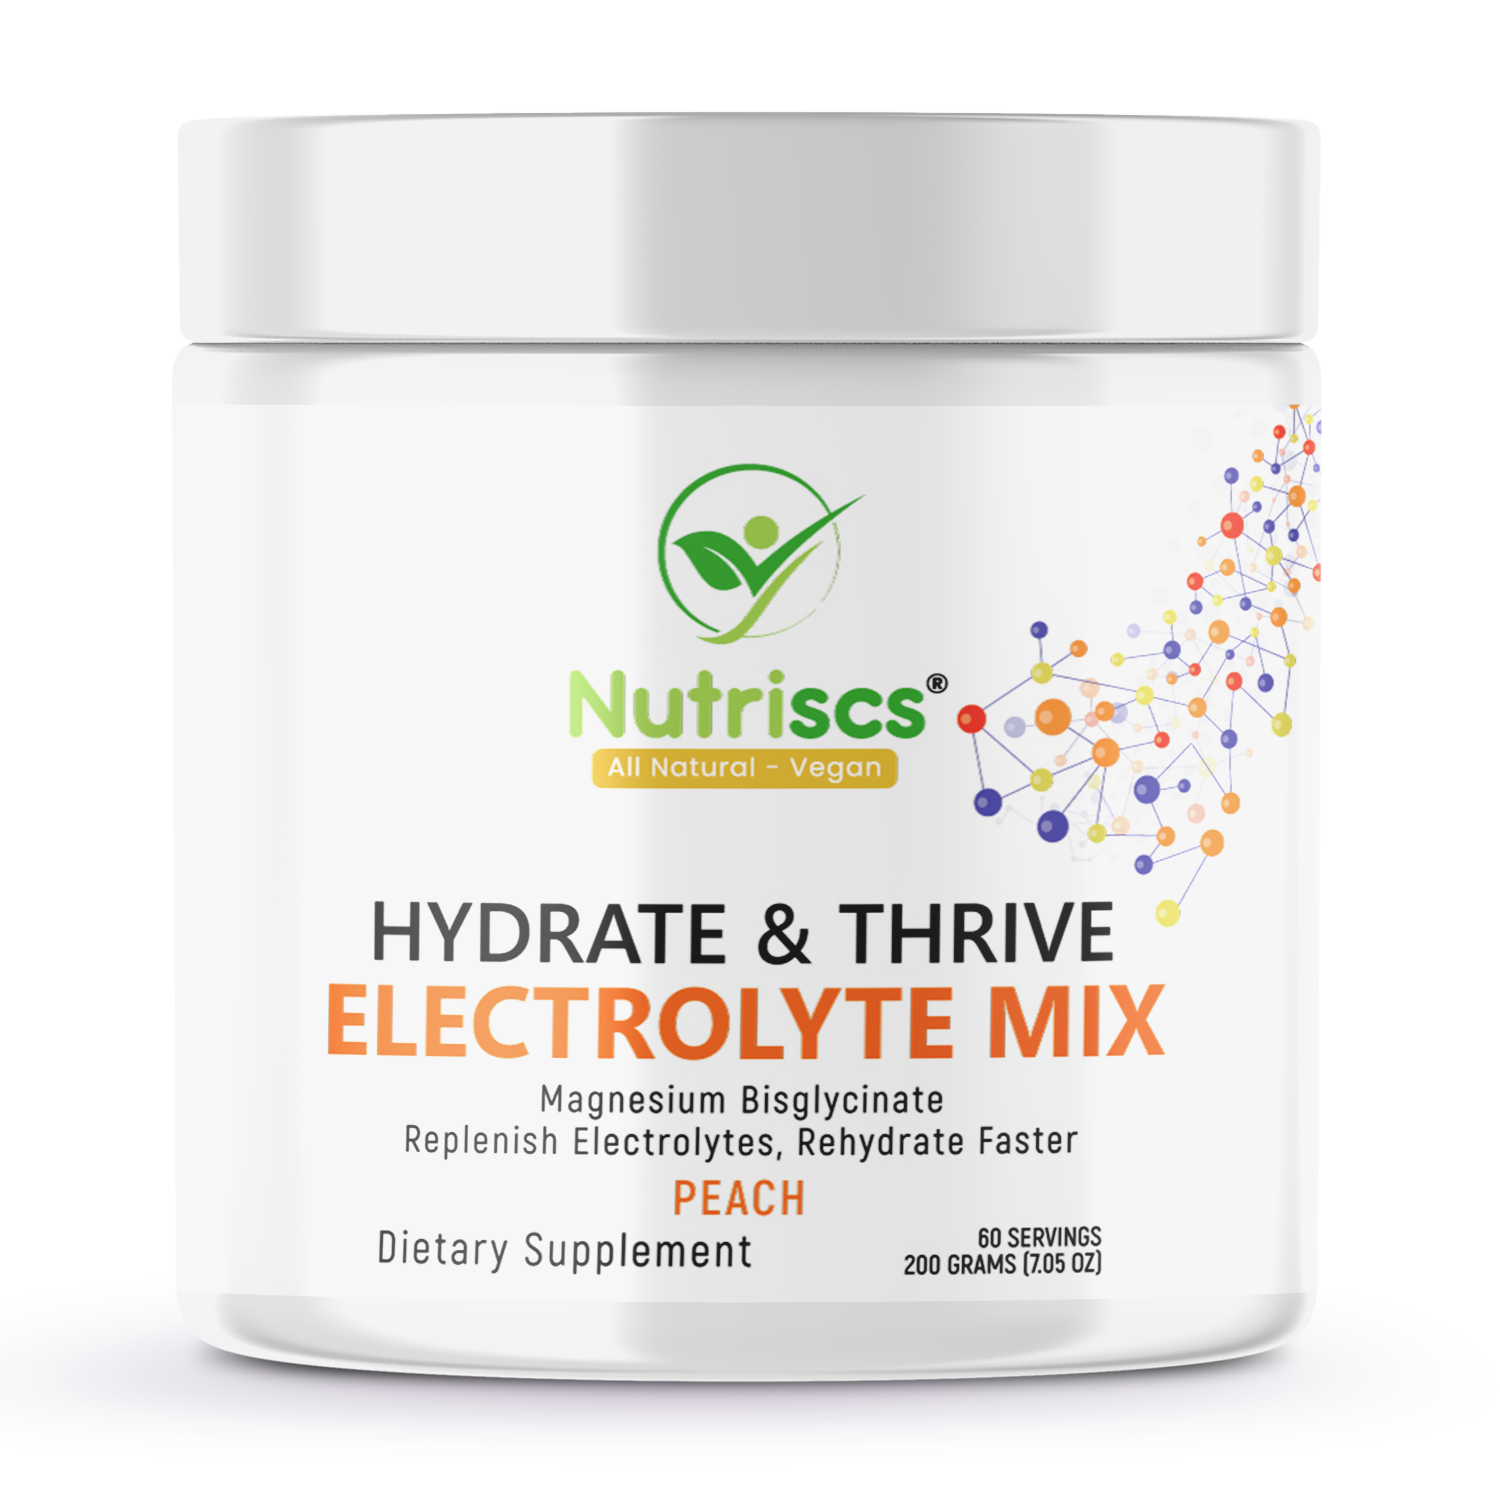 Nutriscs®
All Natural - Vegan
HYDRATE & THRIVE
ELECTROLYTE MIX
Magnesium Bisglycinate
Replenish Electrolytes, Rehydrate Faster
PEACH
Dietary Supplement
60 SERVINGS
200 GRAMS (7.05 OZ)